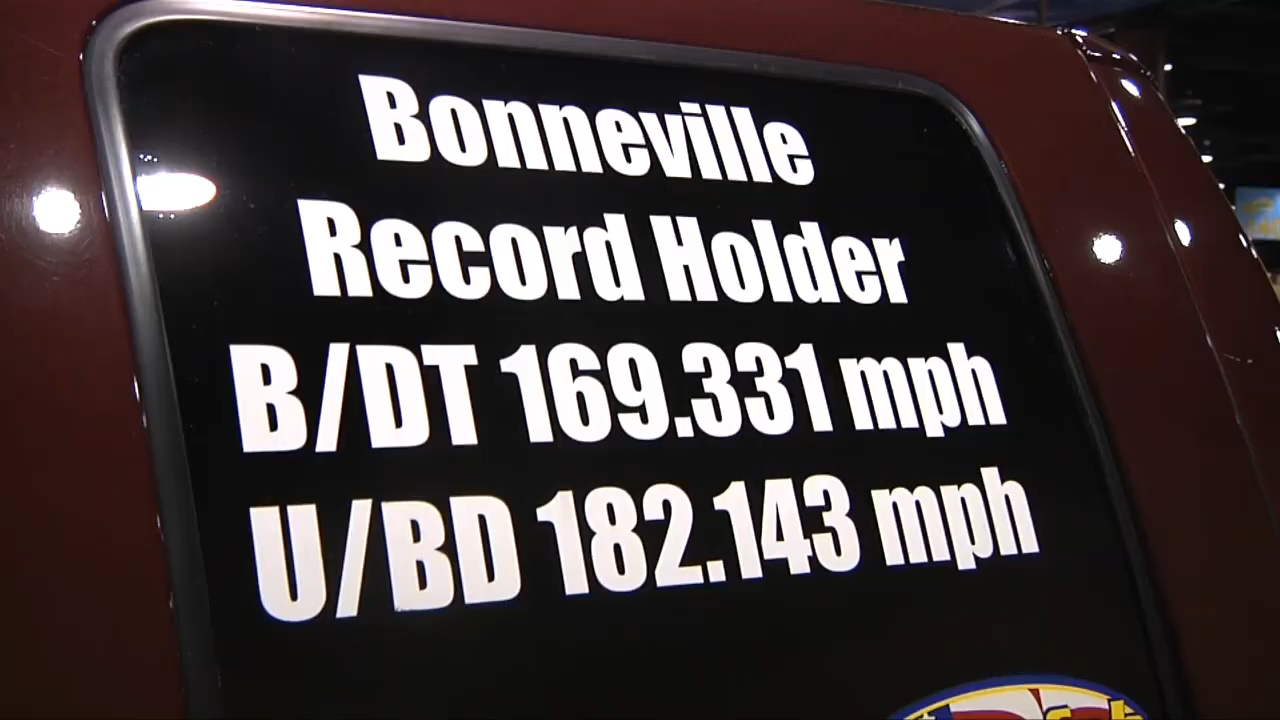 Bonneville
Record Holder
B/DT 169.331 mph
U/BD 182.143 mph